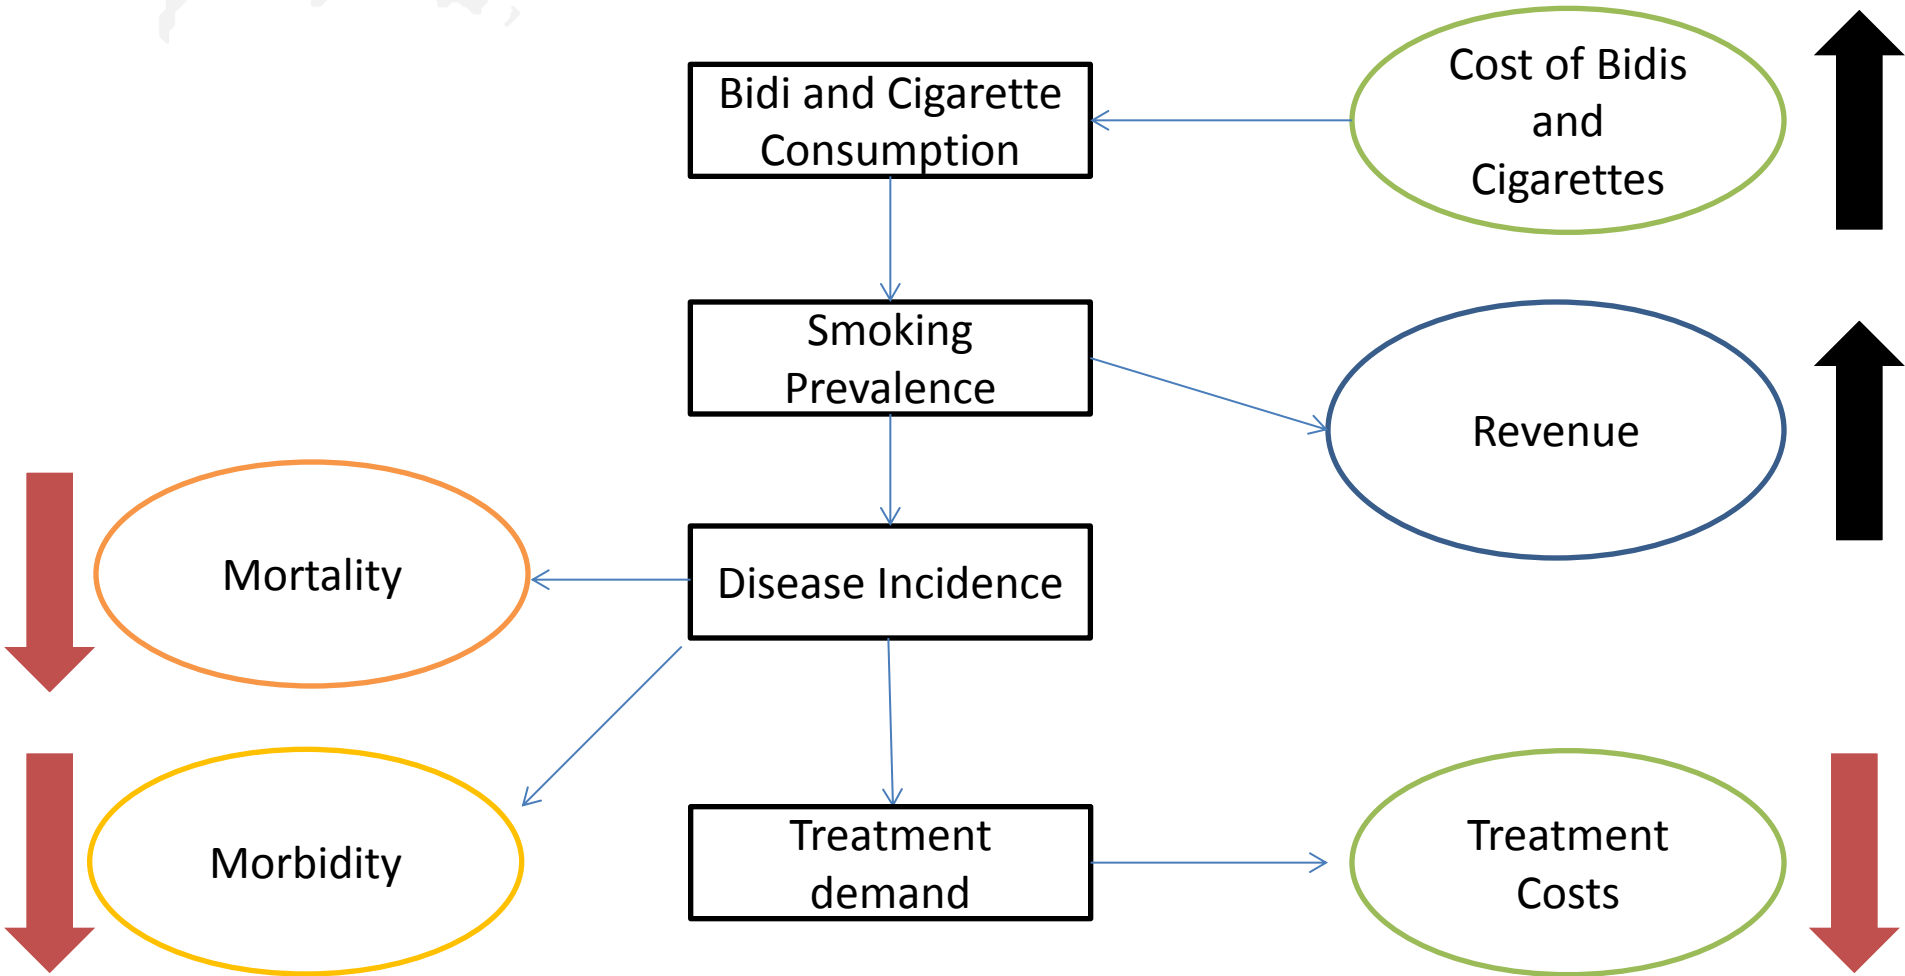 Bidi and Cigarette
Consumption
Cost of Bidis
and
Cigarettes
Smoking
Prevalence
Revenue
Mortality
Disease Incidence
Morbidity
Treatment
demand
Treatment
Costs